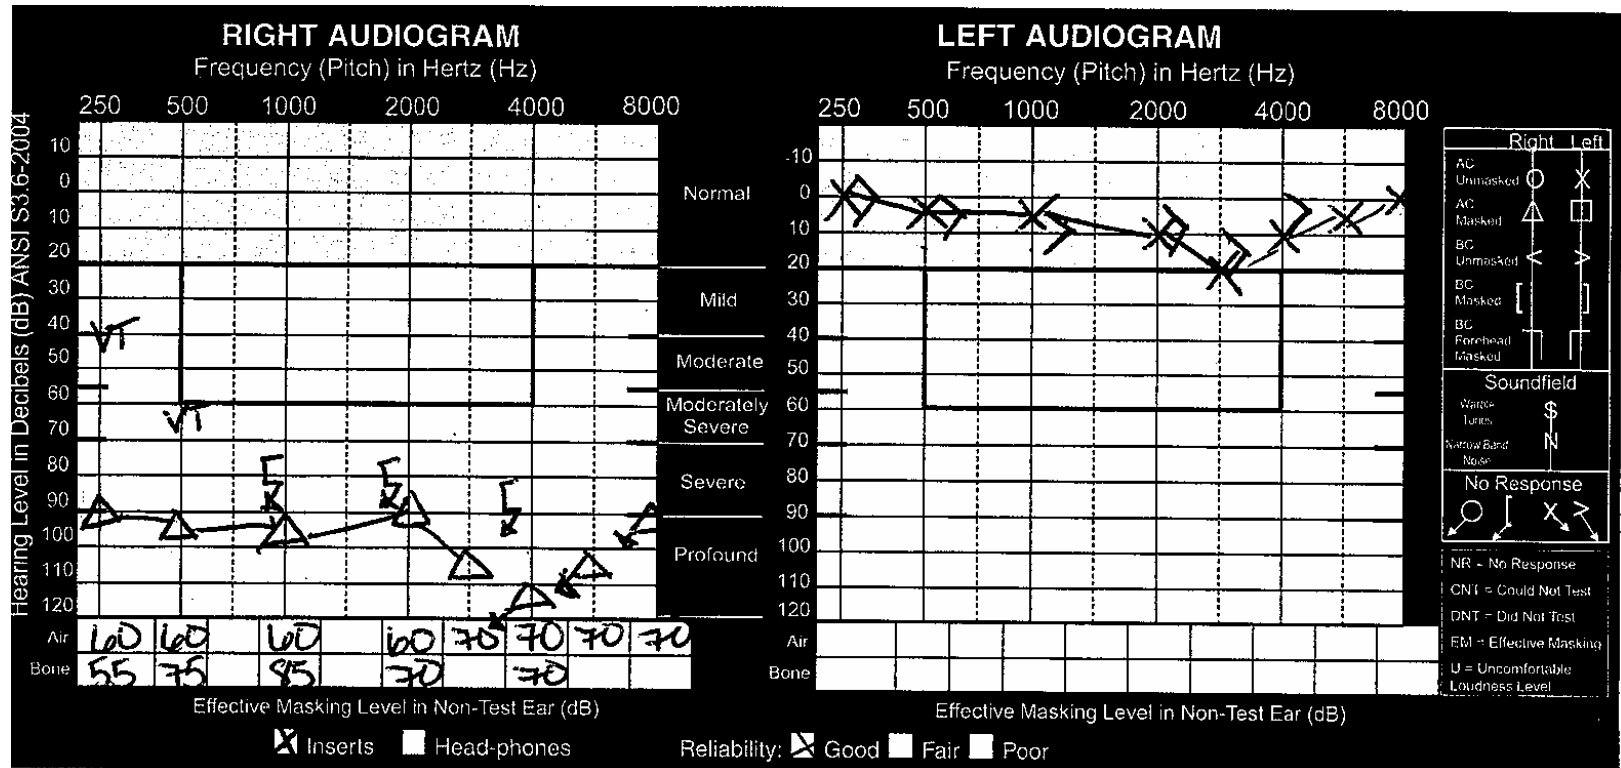 RIGHT AUDIOGRAM
Frequency (Pitch) in Hertz (Hz)
250 500 1000 2000 4000 8000
Hearing Level in Decibels (dB) ANSI S3.6-2004
10
0
10
20
30
40
50
60
70
80
90
100
110
120
VT
VT
Normal
Mild
Moderate
Moderately
Severe
Severe
Profound
Air 60 60 60 60 70 70 70 70
Bone 55 75 85 70 70
Effective Masking Level in Non-Test Ear (dB)
LEFT AUDIOGRAM
Frequency (Pitch) in Hertz (Hz)
250 500 1000 2000 4000 8000
-10
0
10
20
30
40
50
60
70
80
90
100
110
120
Air
Bone
Effective Masking Level in Non-Test Ear (dB)
Right Left
AC
Unmasked
AC
Masked
BC
Unmasked
BC
Masked
BC
Forehead
Masked
Soundfield
Warble
Tones S
Narrow Band
Noise N
No Response
NR = No Response
CNT = Could Not Test
DNT = Did Not Test
EM = Effective Masking
U = Uncomfortable
Loudness Level
Inserts Head-phones Reliability: Good Fair Poor